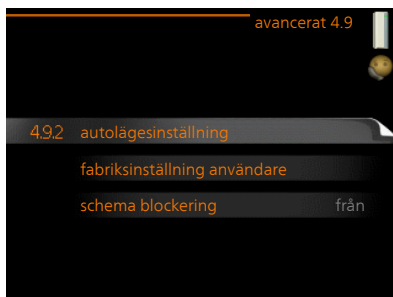 avancerat 4.9
4.9.2 autolägesinställning
fabriksinställning användare
schema blockering från